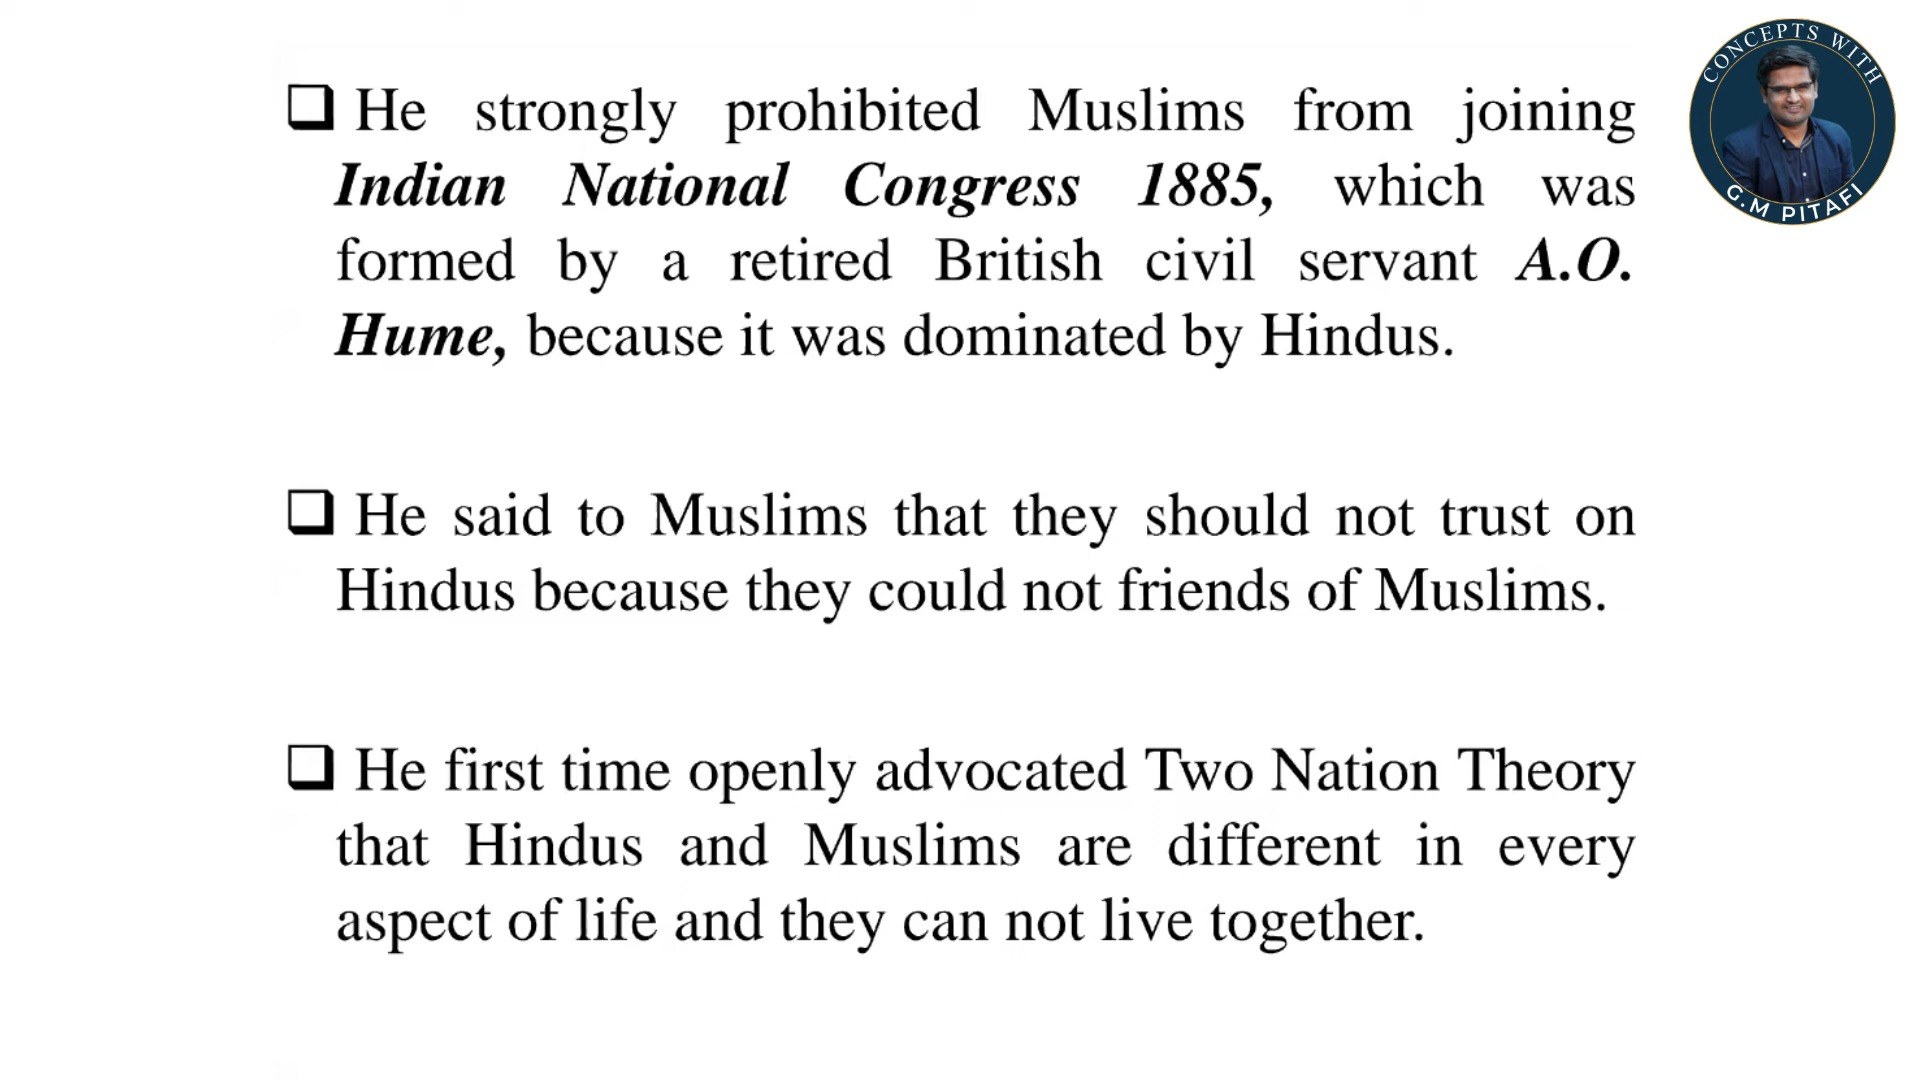 He strongly prohibited Muslims from joining
Indian National Congress 1885, which was
formed by a retired British civil servant A.O.
Hume, because it was dominated by Hindus.
He said to Muslims that they should not trust on
Hindus because they could not friends of Muslims.
He first time openly advocated Two Nation Theory
that Hindus and Muslims are different in every
aspect of life and they can not live together.
CONCEPTS WITH
G.M PITAFI